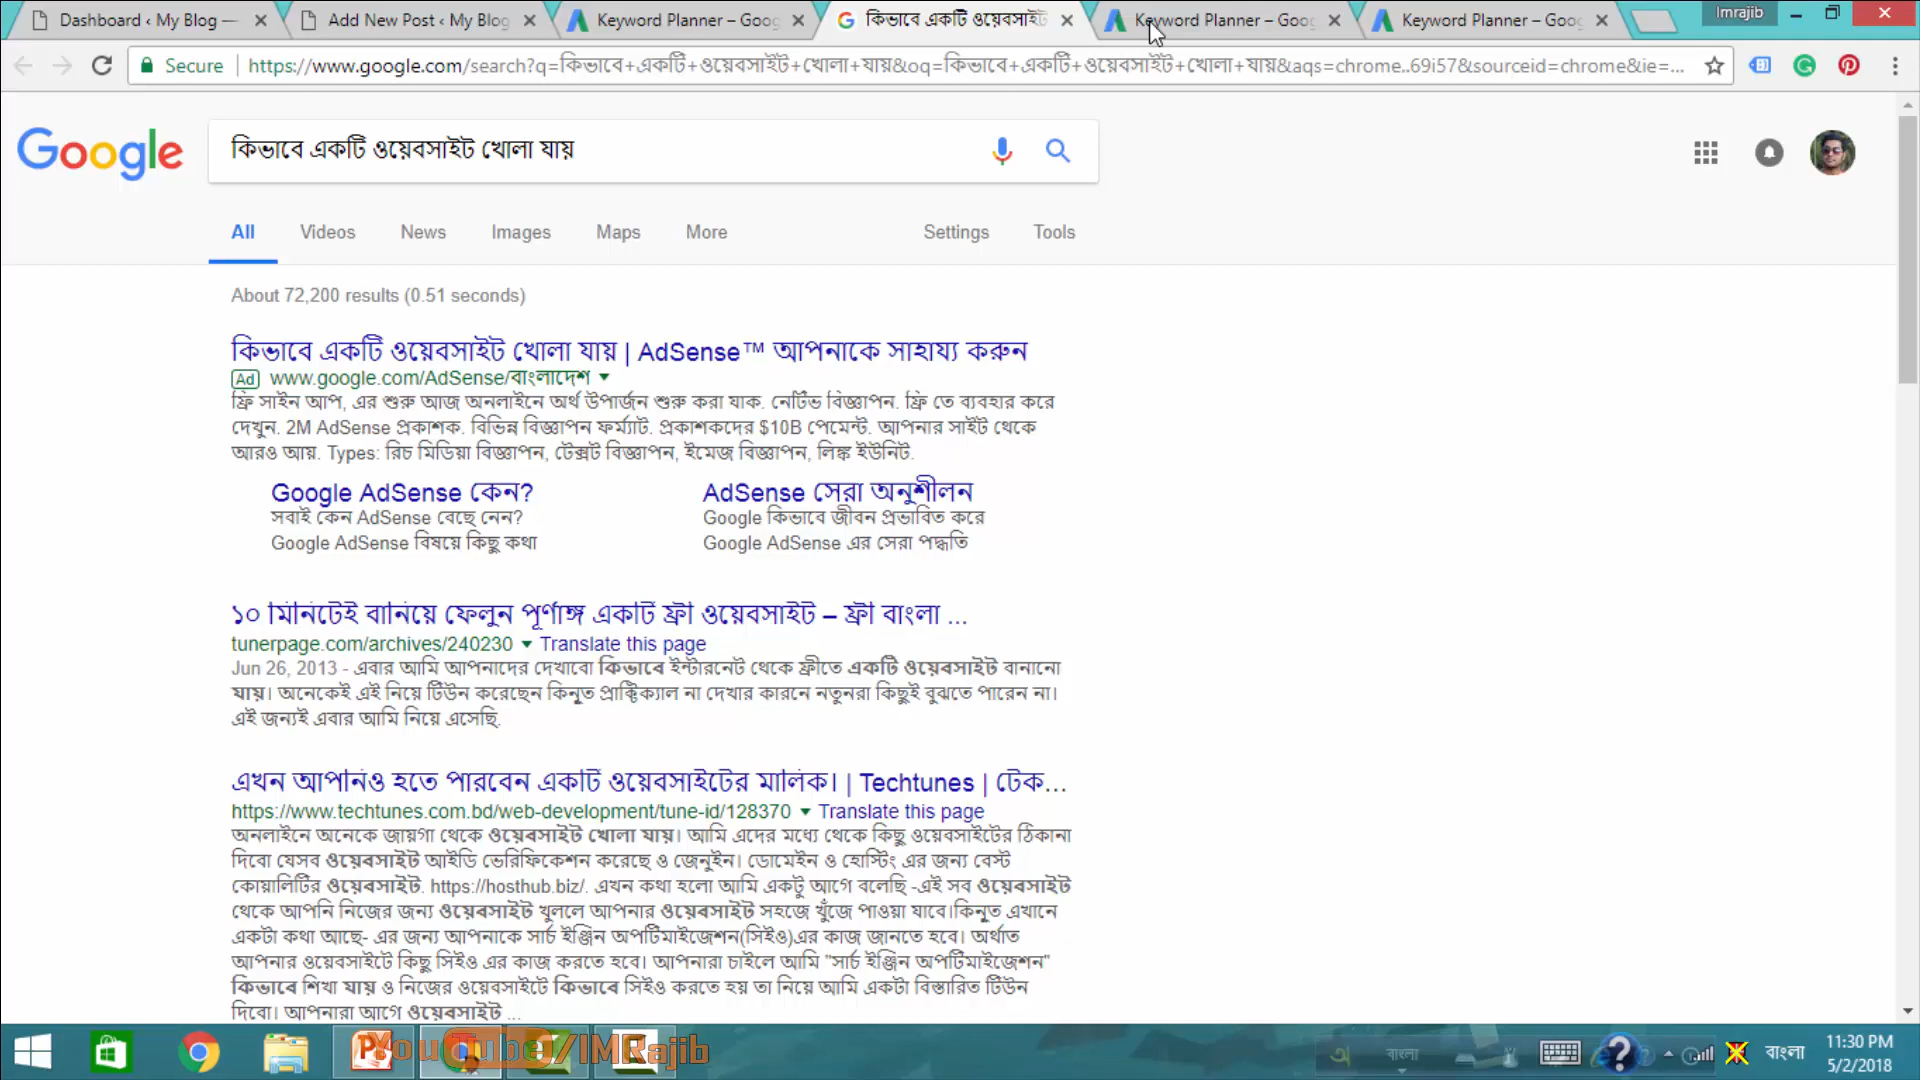 Dashboard ‹ My Blog —
Add New Post ‹ My Blog
Keyword Planner – Goog
কিভাবে একটি ওয়েবসাইট
Keyword Planner – Goog
Keyword Planner – Goog
Imrajib
Secure
https://www.google.com/search?q=কিভাবে+একটি+ওয়েবসাইট+খোলা+যায়&oq=কিভাবে+একটি+ওয়েবসাইট+খোলা+যায়&aqs=chrome..69i57&sourceid=chrome&ie=...
Google
কিভাবে একটি ওয়েবসাইট খোলা যায়
All Videos News Images Maps More Settings Tools
About 72,200 results (0.51 seconds)
কিভাবে একটি ওয়েবসাইট খোলা যায় | AdSense™ আপনাকে সাহায্য করুন
Ad www.google.com/AdSense/বাংলাদেশ
ফ্রি সাইন আপ, এর শুরু আজ অনলাইনে অর্থ উপার্জন শুরু করা যাক. নেটিভ বিজ্ঞাপন. ফ্রি তে ব্যবহার করে
দেখুন. 2M AdSense প্রকাশক. বিভিন্ন বিজ্ঞাপন ফর্ম্যাট. প্রকাশকদের $10B পেমেন্ট. আপনার সাইট থেকে
আরও আয়. Types: রিচ মিডিয়া বিজ্ঞাপন, টেক্সট বিজ্ঞাপন, ইমেজ বিজ্ঞাপন, লিঙ্ক ইউনিট.
Google AdSense কেন?
সবাই কেন AdSense বেছে নেন?
Google AdSense বিষয়ে কিছু কথা
AdSense সেরা অনুশীলন
Google কিভাবে জীবন প্রভাবিত করে
Google AdSense এর সেরা পদ্ধতি
১০ মিনিটেই বানিয়ে ফেলুন পূর্ণাঙ্গ একটি ফ্রী ওয়েবসাইট – ফ্রী বাংলা ...
tunerpage.com/archives/240230 Translate this page
Jun 26, 2013 - এবার আমি আপনাদের দেখাবো কিভাবে ইন্টারনেট থেকে ফ্রীতে একটি ওয়েবসাইট বানানো
যায়। অনেকেই এই নিয়ে টিউন করেছেন কিন্তু প্রাক্টিক্যাল না দেখার কারনে নতুনরা কিছুই বুঝতে পারেন না।
এই জন্যই এবার আমি নিয়ে এসেছি.
এখন আপনিও হতে পারবেন একটি ওয়েবসাইটের মালিক। | Techtunes | টেক...
https://www.techtunes.com.bd/web-development/tune-id/128370 Translate this page
অনলাইনে অনেকে জায়গা থেকে ওয়েবসাইট খোলা যায়। আমি এদের মধ্যে থেকে কিছু ওয়েবসাইটের ঠিকানা
দিবো যেসব ওয়েবসাইট আইডি ভেরিফিকেশন করেছে ও জেনুইন। ডোমেইন ও হোস্টিং এর জন্য বেস্ট
কোয়ালিটির ওয়েবসাইট. https://hosthub.biz/. এখন কথা হলো আমি একটু আগে বলেছি -এই সব ওয়েবসাইট
থেকে আপনি নিজের জন্য ওয়েবসাইট খুললে আপনার ওয়েবসাইট সহজে খুঁজে পাওয়া যাবে।কিন্তু এখানে
একটা কথা আছে- এর জন্য আপনাকে সার্চ ইঞ্জিন অপটিমাইজেশন(সিইও)এর কাজ জানতে হবে। অর্থাত
আপনার ওয়েবসাইটে কিছু সিইও এর কাজ করতে হবে। আপনারা চাইলে আমি "সার্চ ইঞ্জিন অপটিমাইজেশন"
কিভাবে শিখা যায় ও নিজের ওয়েবসাইটে কিভাবে সিইও করতে হয় তা নিয়ে আমি একটা বিস্তারিত টিউন
দিবো। আপনারা আগে ওয়েবসাইট ...
YouTube/IMRajib
অ বাংলা
বাংলা
11:30 PM
5/2/2018